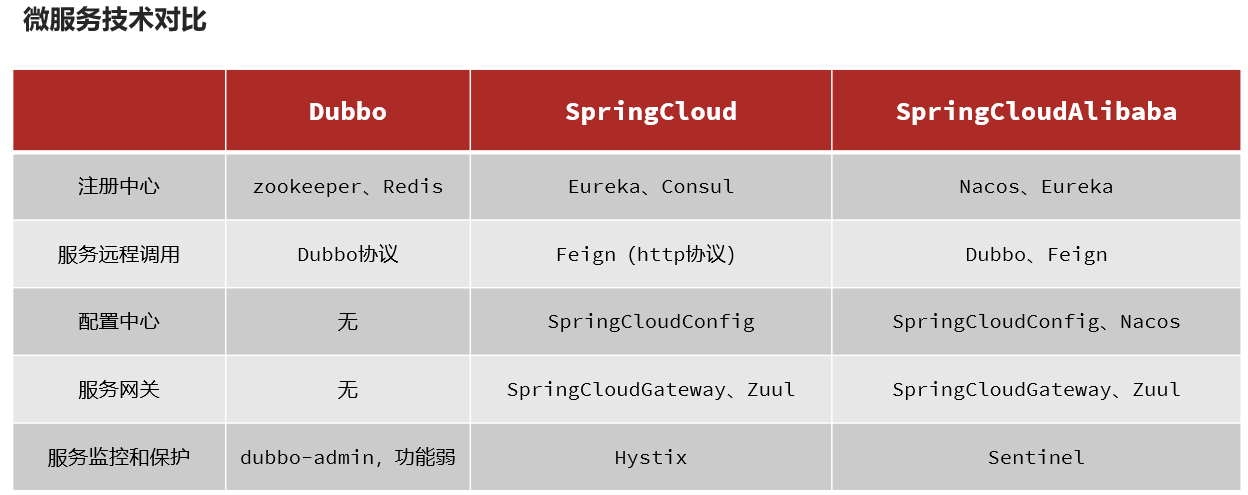 微服务技术对比
Dubbo SpringCloud SpringCloudAlibaba
注册中心 zookeeper、Redis Eureka、Consul Nacos、Eureka
服务远程调用 Dubbo协议 Feign（http协议） Dubbo、Feign
配置中心 无 SpringCloudConfig SpringCloudConfig、Nacos
服务网关 无 SpringCloudGateway、Zuul SpringCloudGateway、Zuul
服务监控和保护 dubbo-admin，功能弱 Hystix Sentinel